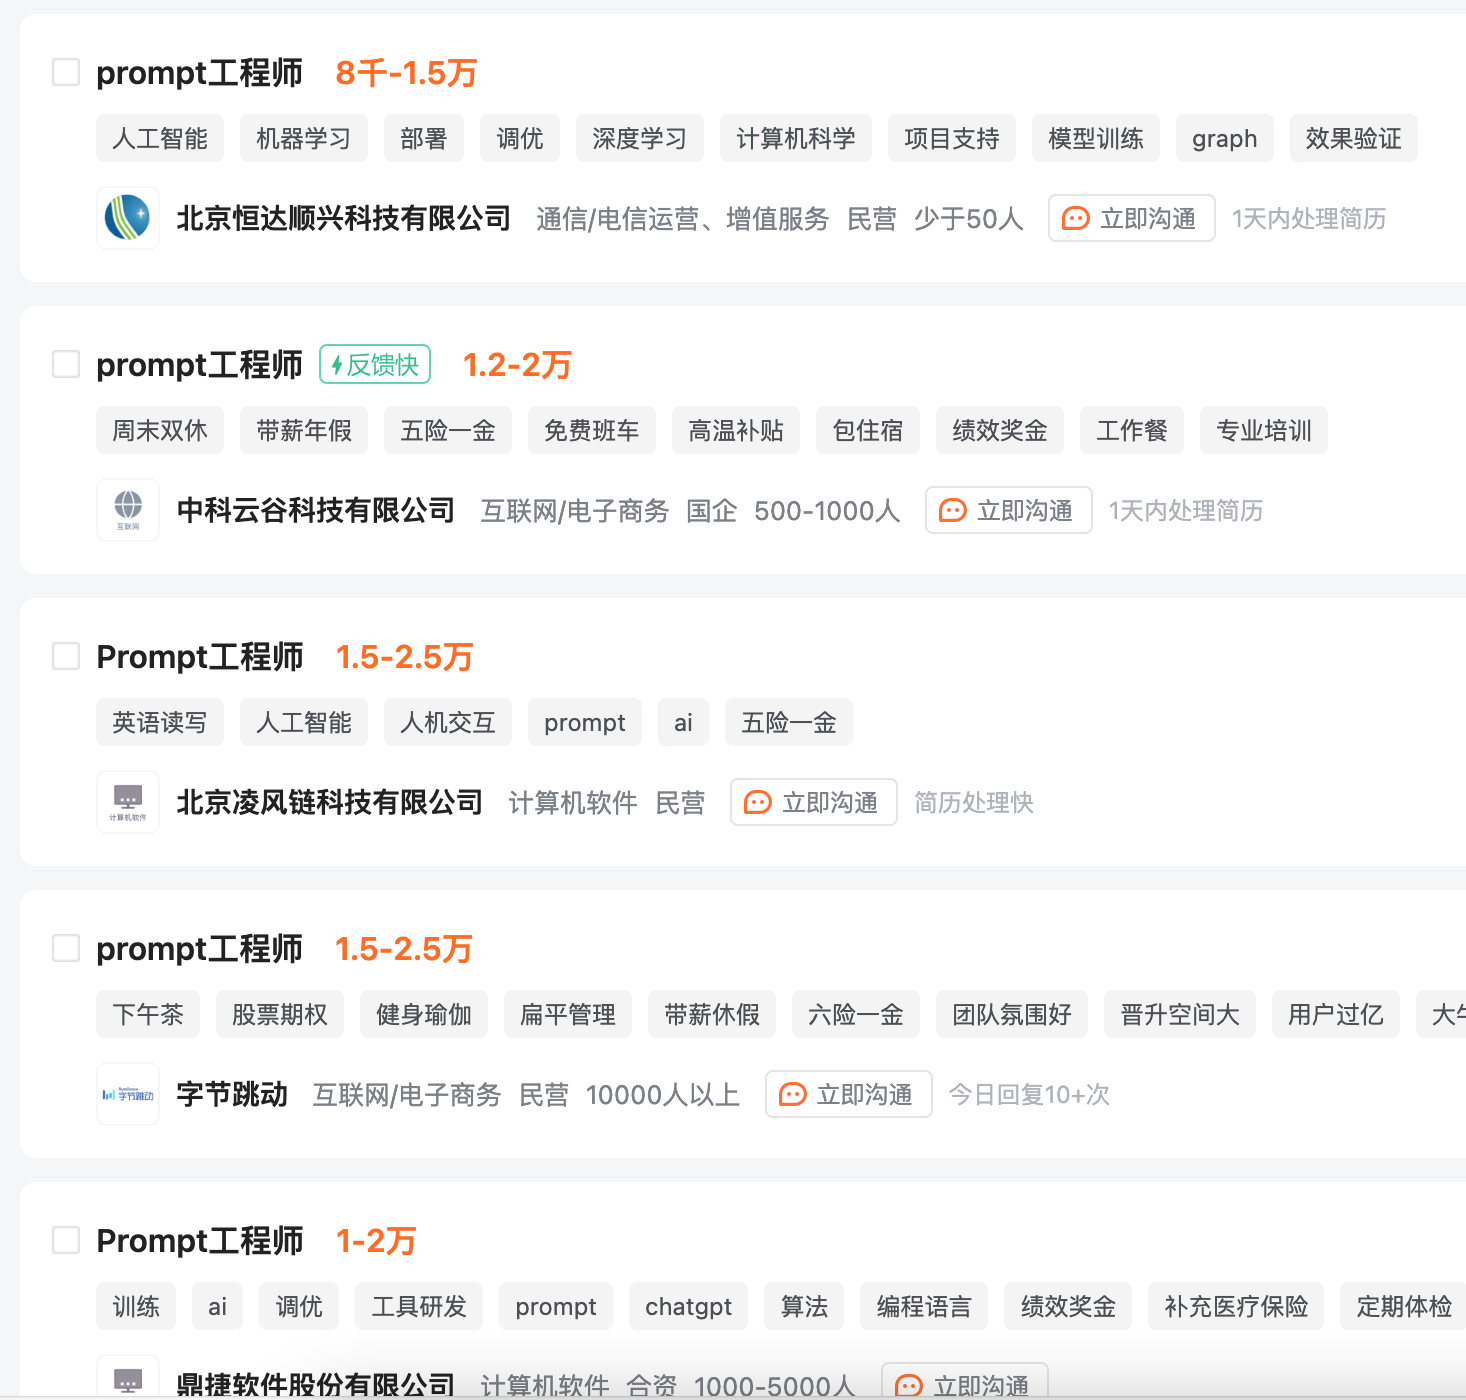 prompt工程师 8千-1.5万
人工智能 机器学习 部署 调优 深度学习 计算机科学 项目支持 模型训练 graph 效果验证
北京恒达顺兴科技有限公司 通信/电信运营、增值服务 民营 少于50人 立即沟通 1天内处理简历
prompt工程师 反馈快 1.2-2万
周末双休 带薪年假 五险一金 免费班车 高温补贴 包住宿 绩效奖金 工作餐 专业培训
互联网 中科云谷科技有限公司 互联网/电子商务 国企 500-1000人 立即沟通 1天内处理简历
Prompt工程师 1.5-2.5万
英语读写 人工智能 人机交互 prompt ai 五险一金
计算机软件 北京凌风链科技有限公司 计算机软件 民营 立即沟通 简历处理快
prompt工程师 1.5-2.5万
下午茶 股票期权 健身瑜伽 扁平管理 带薪休假 六险一金 团队氛围好 晋升空间大 用户过亿 大牛
ByteDance 字节跳动 字节跳动 互联网/电子商务 民营 10000人以上 立即沟通 今日回复10+次
Prompt工程师 1-2万
训练 ai 调优 工具研发 prompt chatgpt 算法 编程语言 绩效奖金 补充医疗保险 定期体检
鼎捷软件股份有限公司 计算机软件 合资 1000-5000人 立即沟通